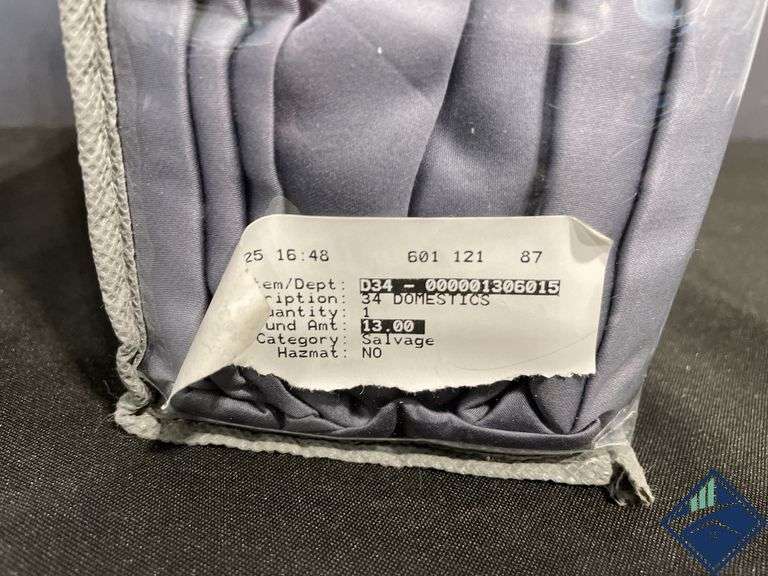 25 16:48 601 121 87
tem/Dept: D34 - 000001306015
ription: 34 DOMESTICS
uantity: 1
und Amt: 13.00
Category: Salvage
Hazmat: NO